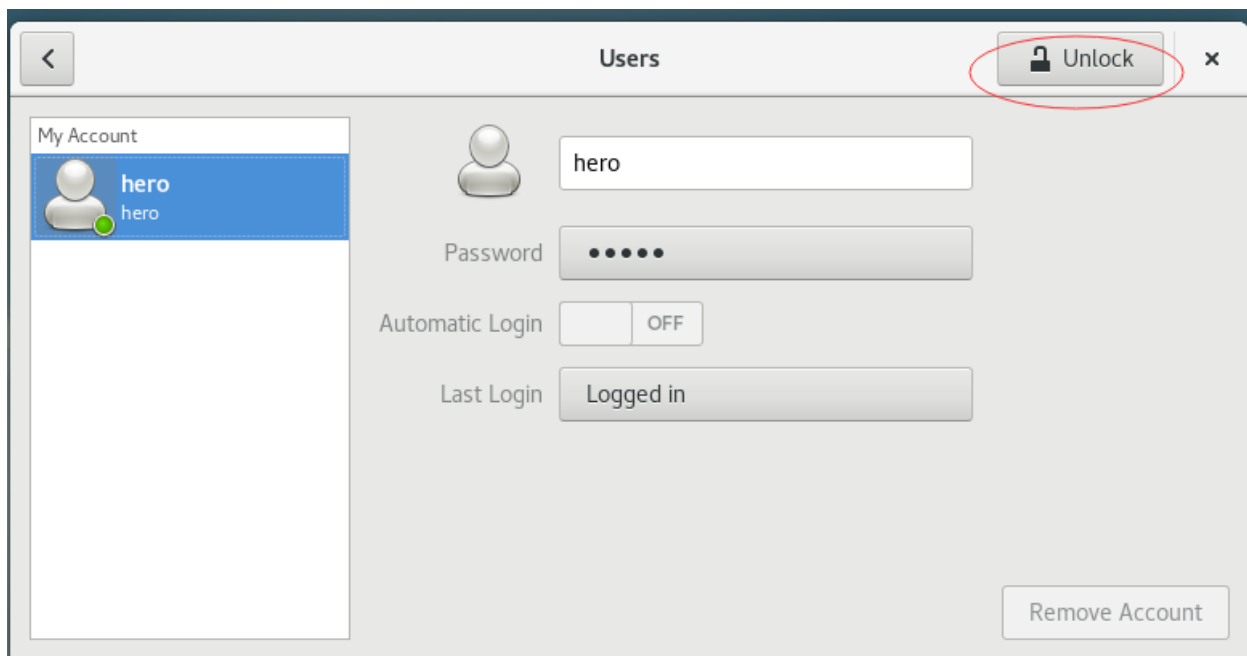 Users
Unlock
My Account
hero
hero
hero
Password
●●●●●
Automatic Login
OFF
Last Login
Logged in
Remove Account